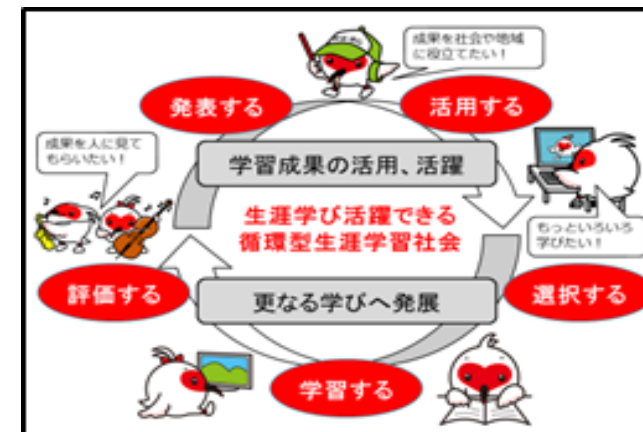 成果を社会や地域
に役立てたい！
発表する
活用する
成果を人に見て
もらいたい！
学習成果の活用、活躍
生涯学び活躍できる
循環型生涯学習社会
もっといろいろ
学びたい！
評価する
更なる学びへ発展
選択する
学習する